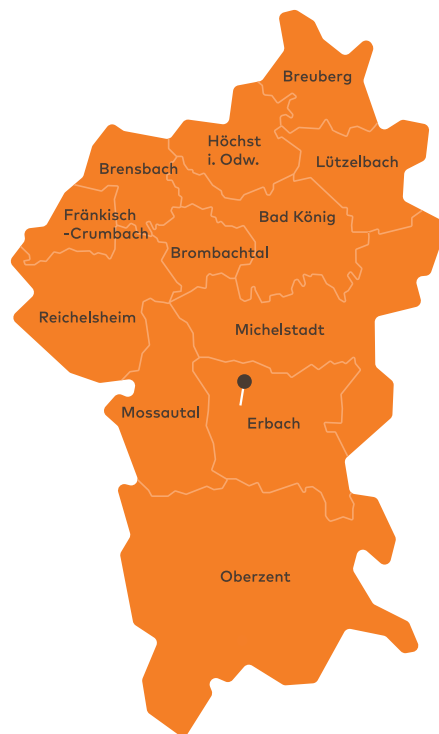 Breuberg
Höchst
i. Odw.
Lützelbach
Brensbach
Fränkisch
-Crumbach
Bad König
Brombachtal
Reichelsheim
Michelstadt
Mossautal
Erbach
Oberzent